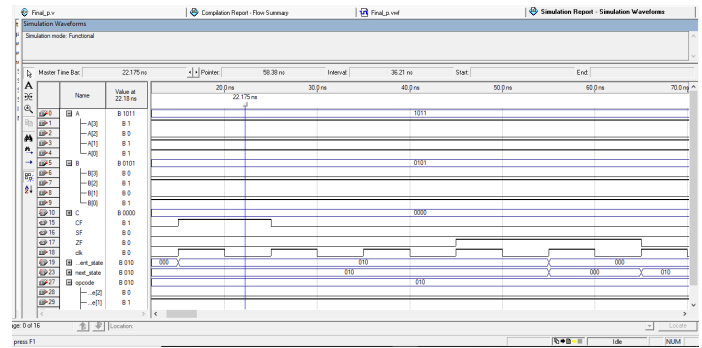 Final_p.v
Compilation Report - Flow Summary
Final_p.vwf
Simulation Report - Simulation Waveforms
Simulation Waveforms
Simulation mode: Functional
Master Time Bar: 22.175 ns Pointer: 58.38 ns Interval: 36.21 ns Start: End:
Name Value at 22.18 ns
20.0 ns 30.0 ns 40.0 ns 50.0 ns 60.0 ns 70.0 ns
22.175 ns
0 A B 1011 1011
1 A[3] B 1
2 A[2] B 0
3 A[1] B 1
4 A[0] B 1
5 B B 0101 0101
6 B[3] B 0
7 B[2] B 1
8 B[1] B 0
9 B[0] B 1
10 C B 0000 0000
15 CF B 1
16 SF B 0
17 ZF B 0
18 clk B 0
19 ...ent_state B 010 000 010 000
23 next_state B 010 010 000 010
27 opcode B 010 010
28 ...e[2] B 0
29 ...e[1] B 1
ge: 0 of 16 Location: Locate
press F1 Idle NUM